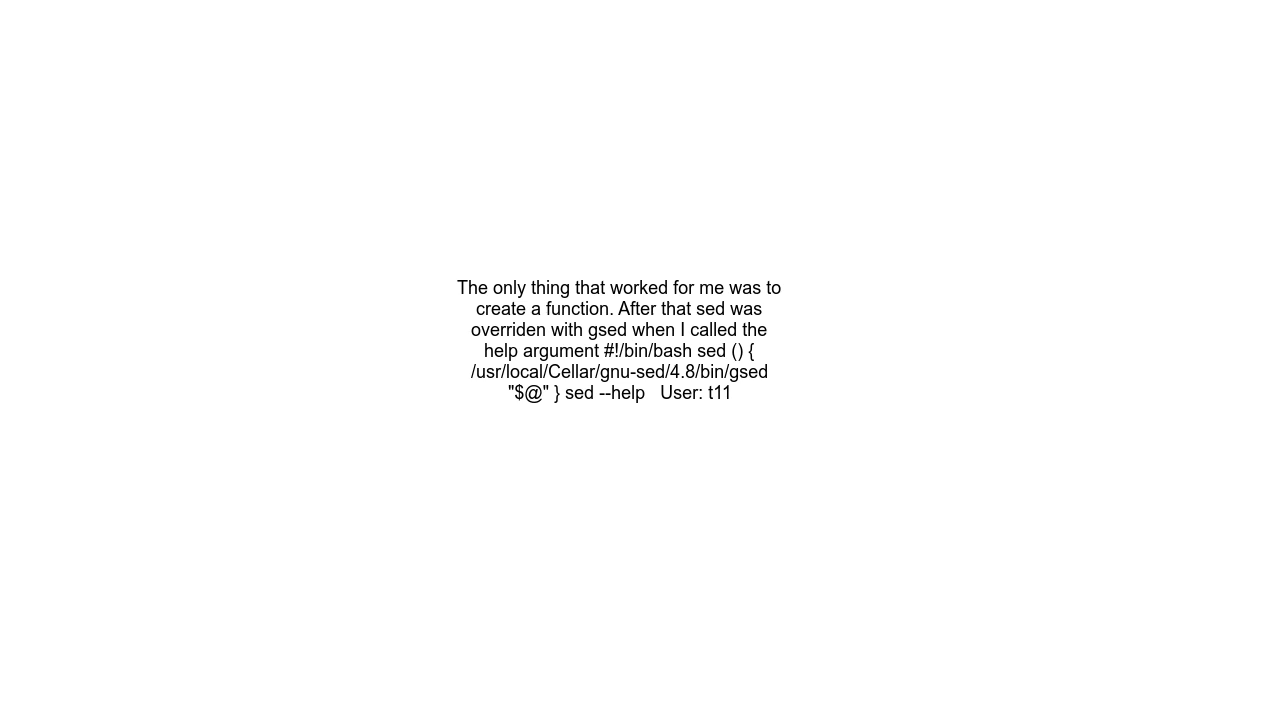 The only thing that worked for me was to
create a function. After that sed was
overriden with gsed when I called the
help argument #!/bin/bash sed () {
/usr/local/Cellar/gnu-sed/4.8/bin/gsed
"$@" } sed --help   User: t11